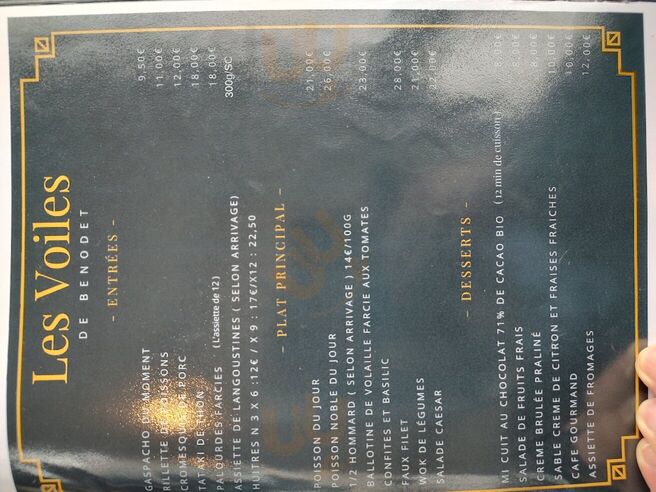 Les Voiles
DE BENODET
- ENTRÉES -
GASPACHO DU MOMENT 9,50€
RILLETTE DE POISSONS 11,00€
CROMESQUIS DE PORC 12,00€
TATAKI DE THON 18,00€
PALOURDES FARCIES (L'assiette de 12) 18,00€
ASSIETTE DE LANGOUSTINES ( SELON ARRIVAGE) 300g/SC
HUITRES N 3 X 6 :12€ / X 9 : 17€/X12 : 22,50
- PLAT PRINCIPAL -
POISSON DU JOUR 21,00€
POISSON NOBLE DU JOUR 26,00€
1/2 HOMMARD ( SELON ARRIVAGE ) 14€/100G
BALLOTINE DE VOLAILLE FARCIE AUX TOMATES 23,00€
CONFITES ET BASILIC
FAUX FILET 28,00€
WOK DE LÉGUMES 21,00€
SALADE CAESAR 22,00€
- DESSERTS -
MI CUIT AU CHOCOLAT 71% DE CACAO BIO (12 min de cuisson) 8,00€
SALADE DE FRUITS FRAIS 8,00€
CREME BRULÉE PRALINÉ 8,00€
SABLE CREME DE CITRON ET FRAISES FRAICHES 10,00€
CAFE GOURMAND 10,00€
ASSIETTE DE FROMAGES 12,00€